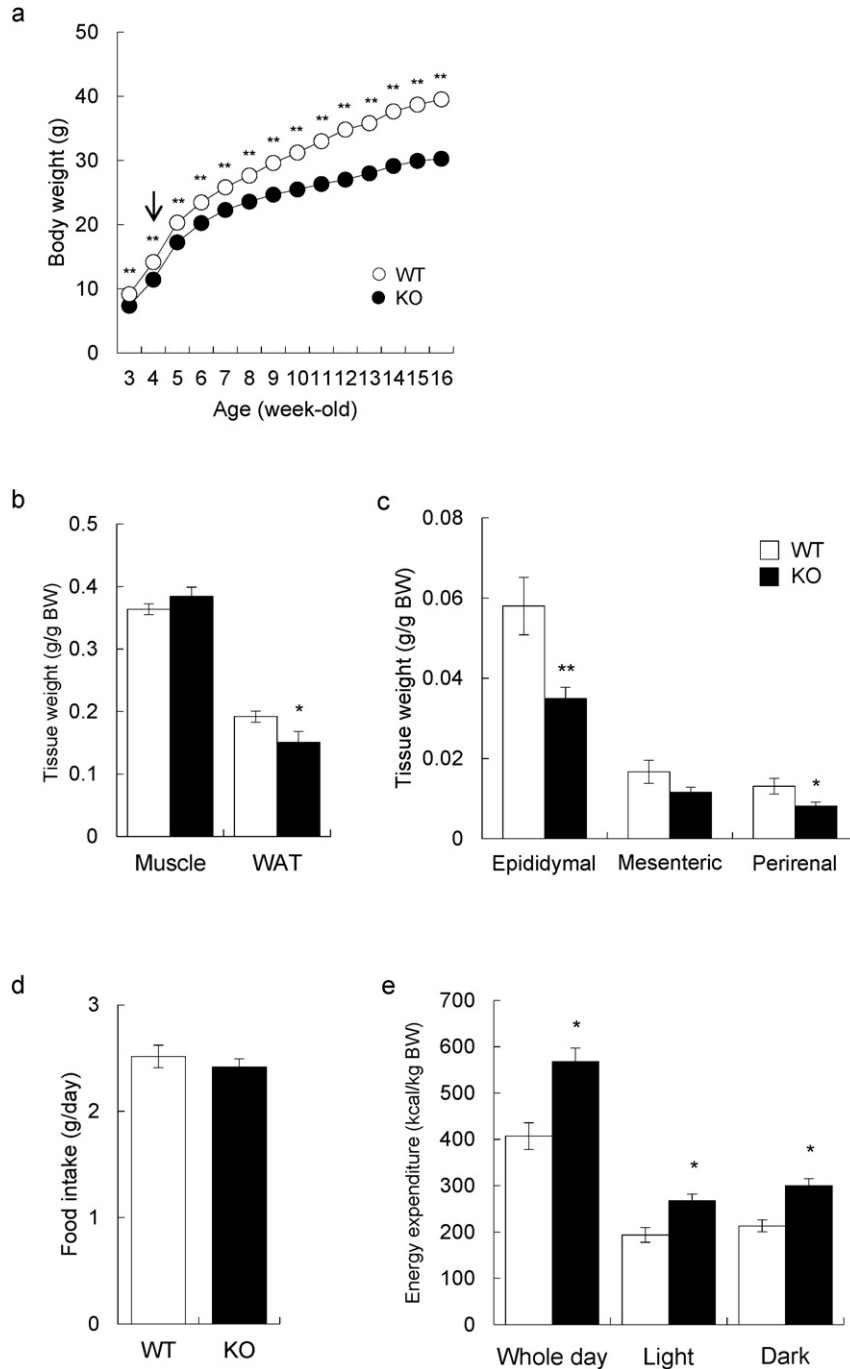 a
50
40
30
20
10
0
Body weight (g)
** ** ** ** ** ** ** ** ** ** ** ** ** **
WT
KO
3 4 5 6 7 8 9 10 11 12 13 14 15 16
Age (week-old)
b
0.5
0.4
0.3
0.2
0.1
0
Tissue weight (g/g BW)
*
Muscle WAT
c
0.08
0.06
0.04
0.02
0
Tissue weight (g/g BW)
WT
KO
**
*
Epididymal Mesenteric Perirenal
d
3
2
1
0
Food intake (g/day)
WT KO
e
700
600
500
400
300
200
100
0
Energy expenditure (kcal/kg BW)
*
*
*
Whole day Light Dark